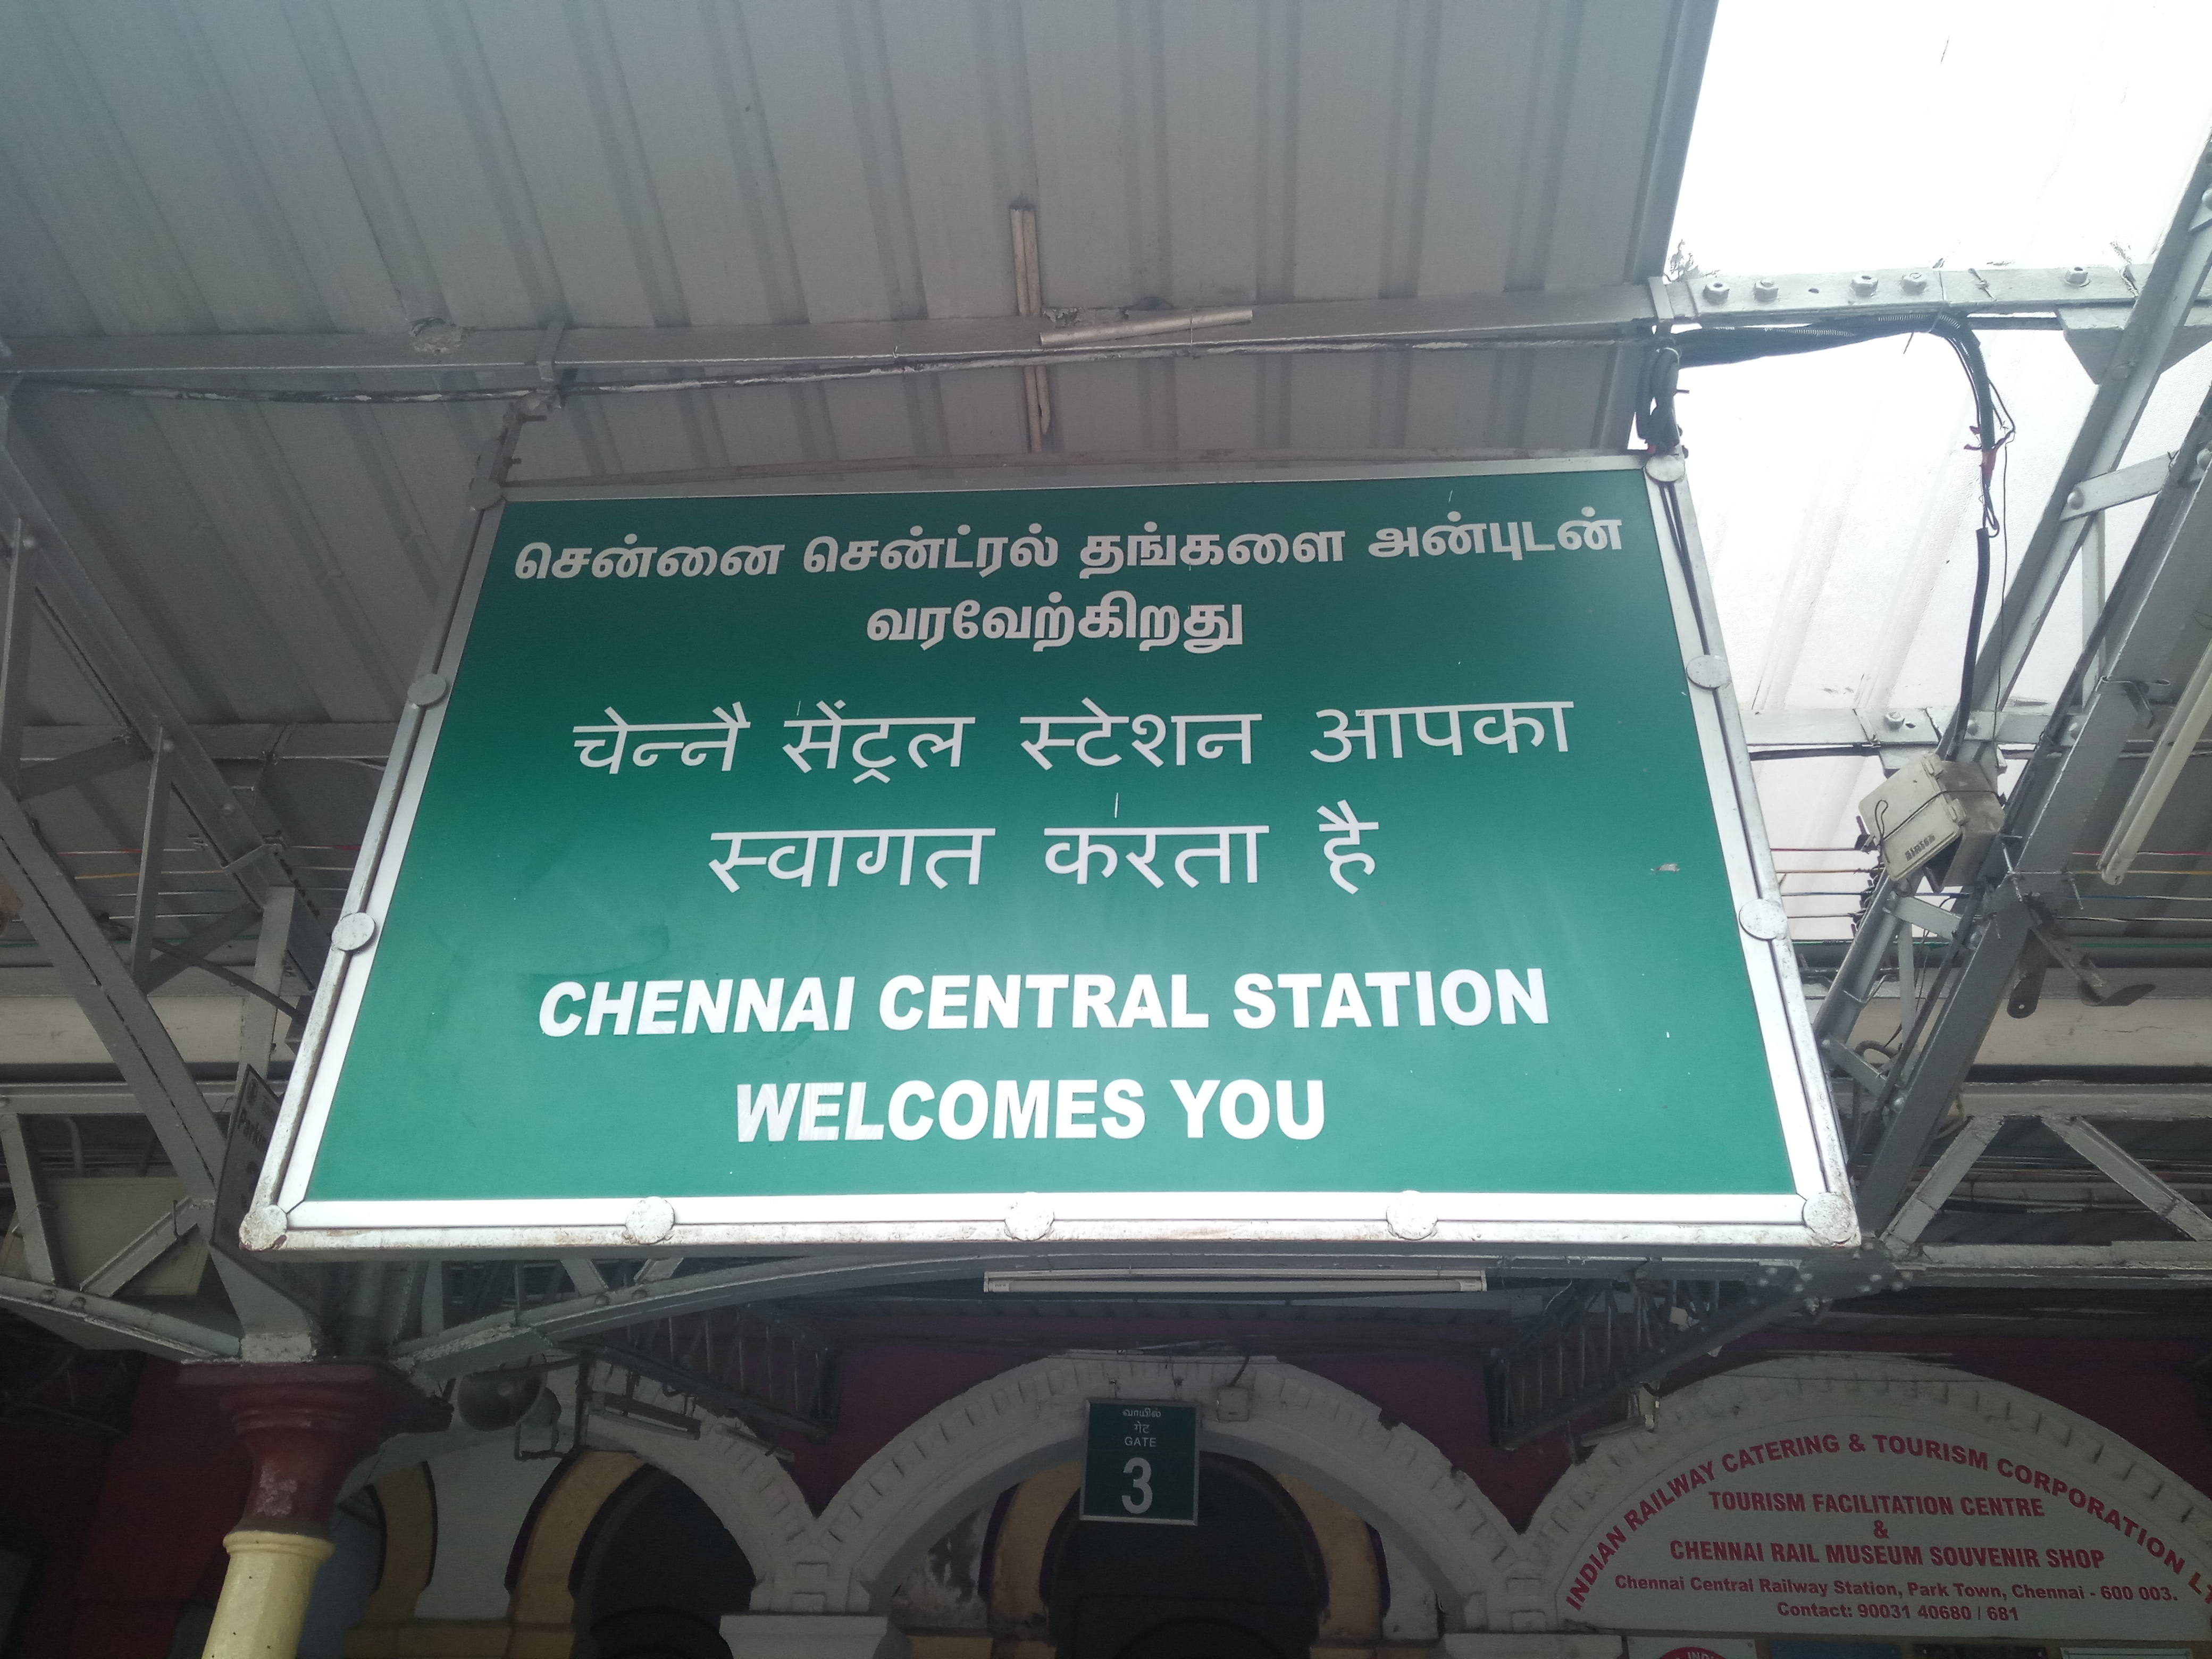 சென்னை சென்ட்ரல் தங்களை அன்புடன்
வரவேற்கிறது
चेन्नै सेंट्रल स्टेशन आपका
स्वागत करता है
CHENNAI CENTRAL STATION
WELCOMES YOU
வாயில்
गेट
GATE
3
INDIAN RAILWAY CATERING & TOURISM CORPORATION
TOURISM FACILITATION CENTRE
&
CHENNAI RAIL MUSEUM SOUVENIR SHOP
Chennai Central Railway Station, Park Town, Chennai - 600 003.
Contact: 90031 40680 / 681